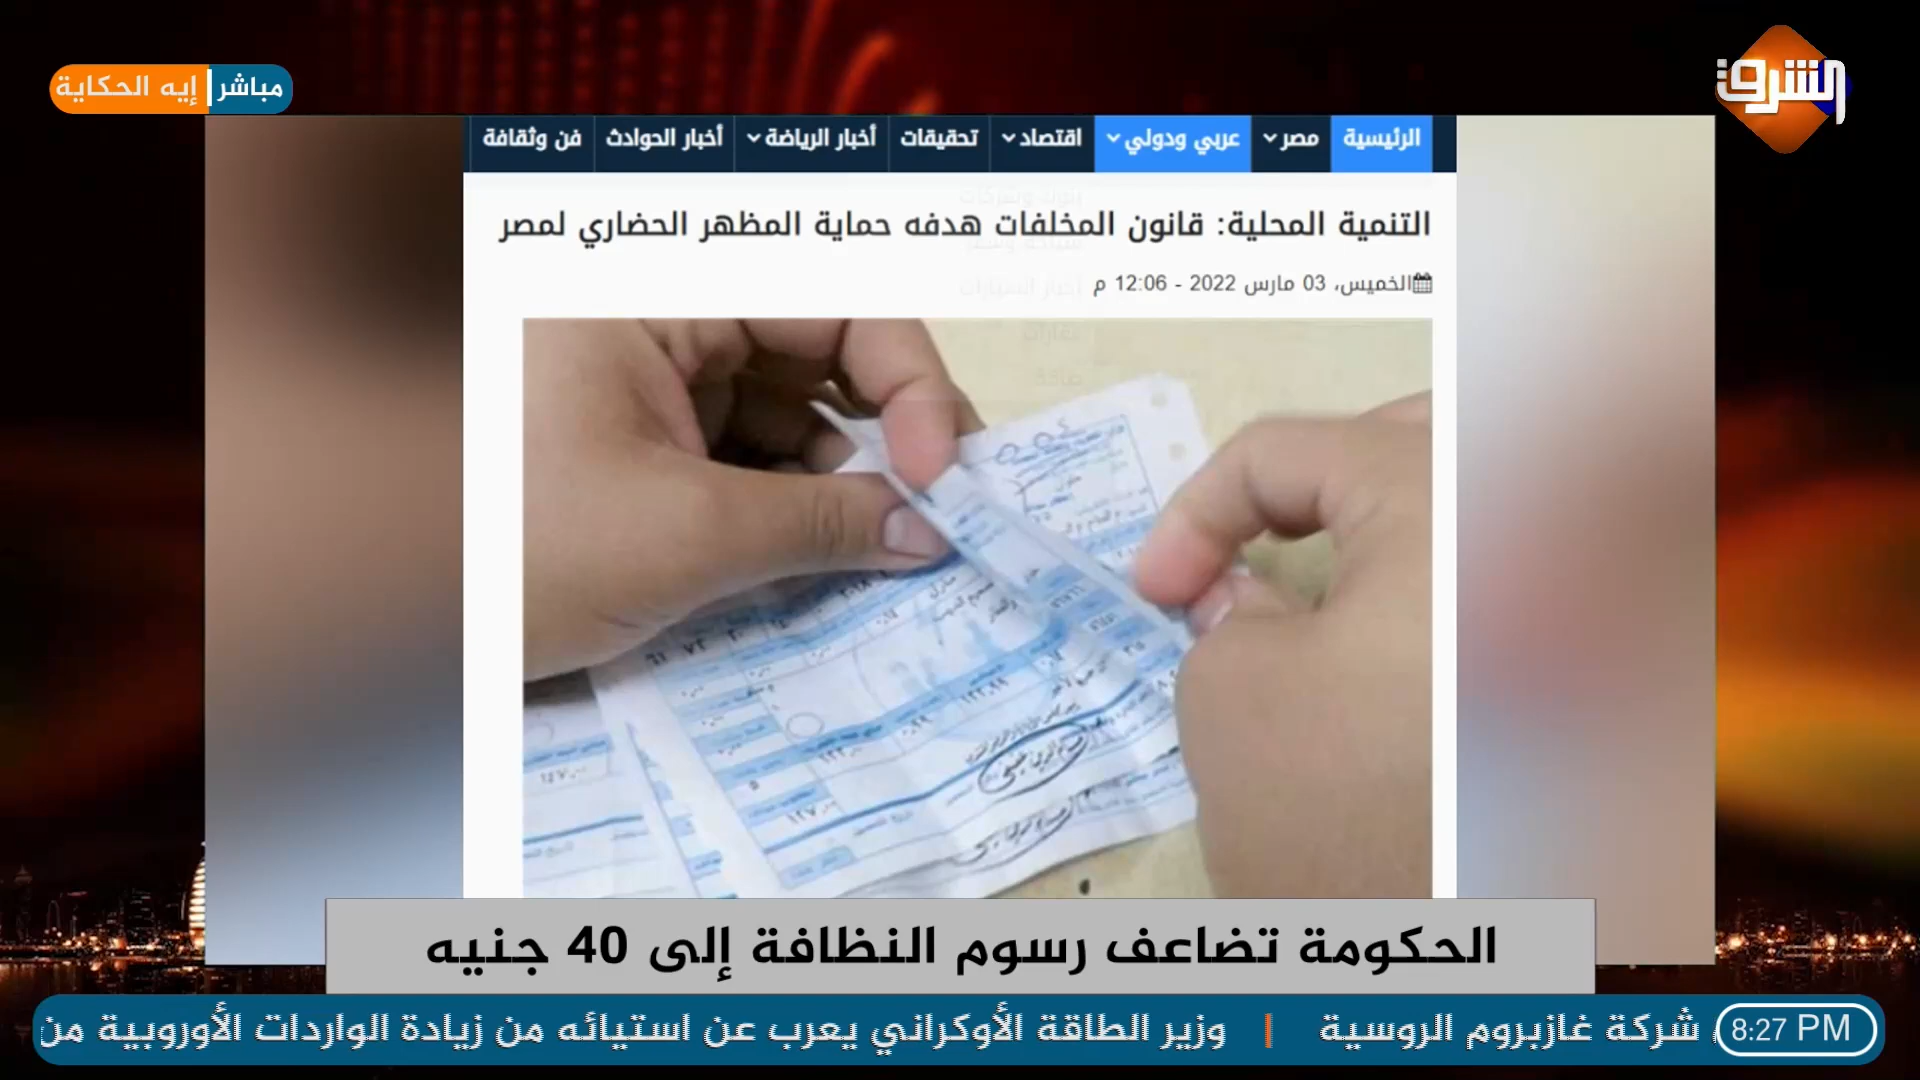 مباشر | إيه الحكاية
الشرق
الرئيسية مصر عربي ودولي اقتصاد تحقيقات أخبار الرياضة أخبار الحوادث فن وثقافة
التنمية المحلية: قانون المخلفات هدفه حماية المظهر الحضاري لمصر
الخميس، 03 مارس 2022 - 12:06 م
الحكومة تضاعف رسوم النظافة إلى 40 جنيه
شركة غازبروم الروسية | وزير الطاقة الأوكراني يعرب عن استيائه من زيادة الواردات الأوروبية من
8:27 PM